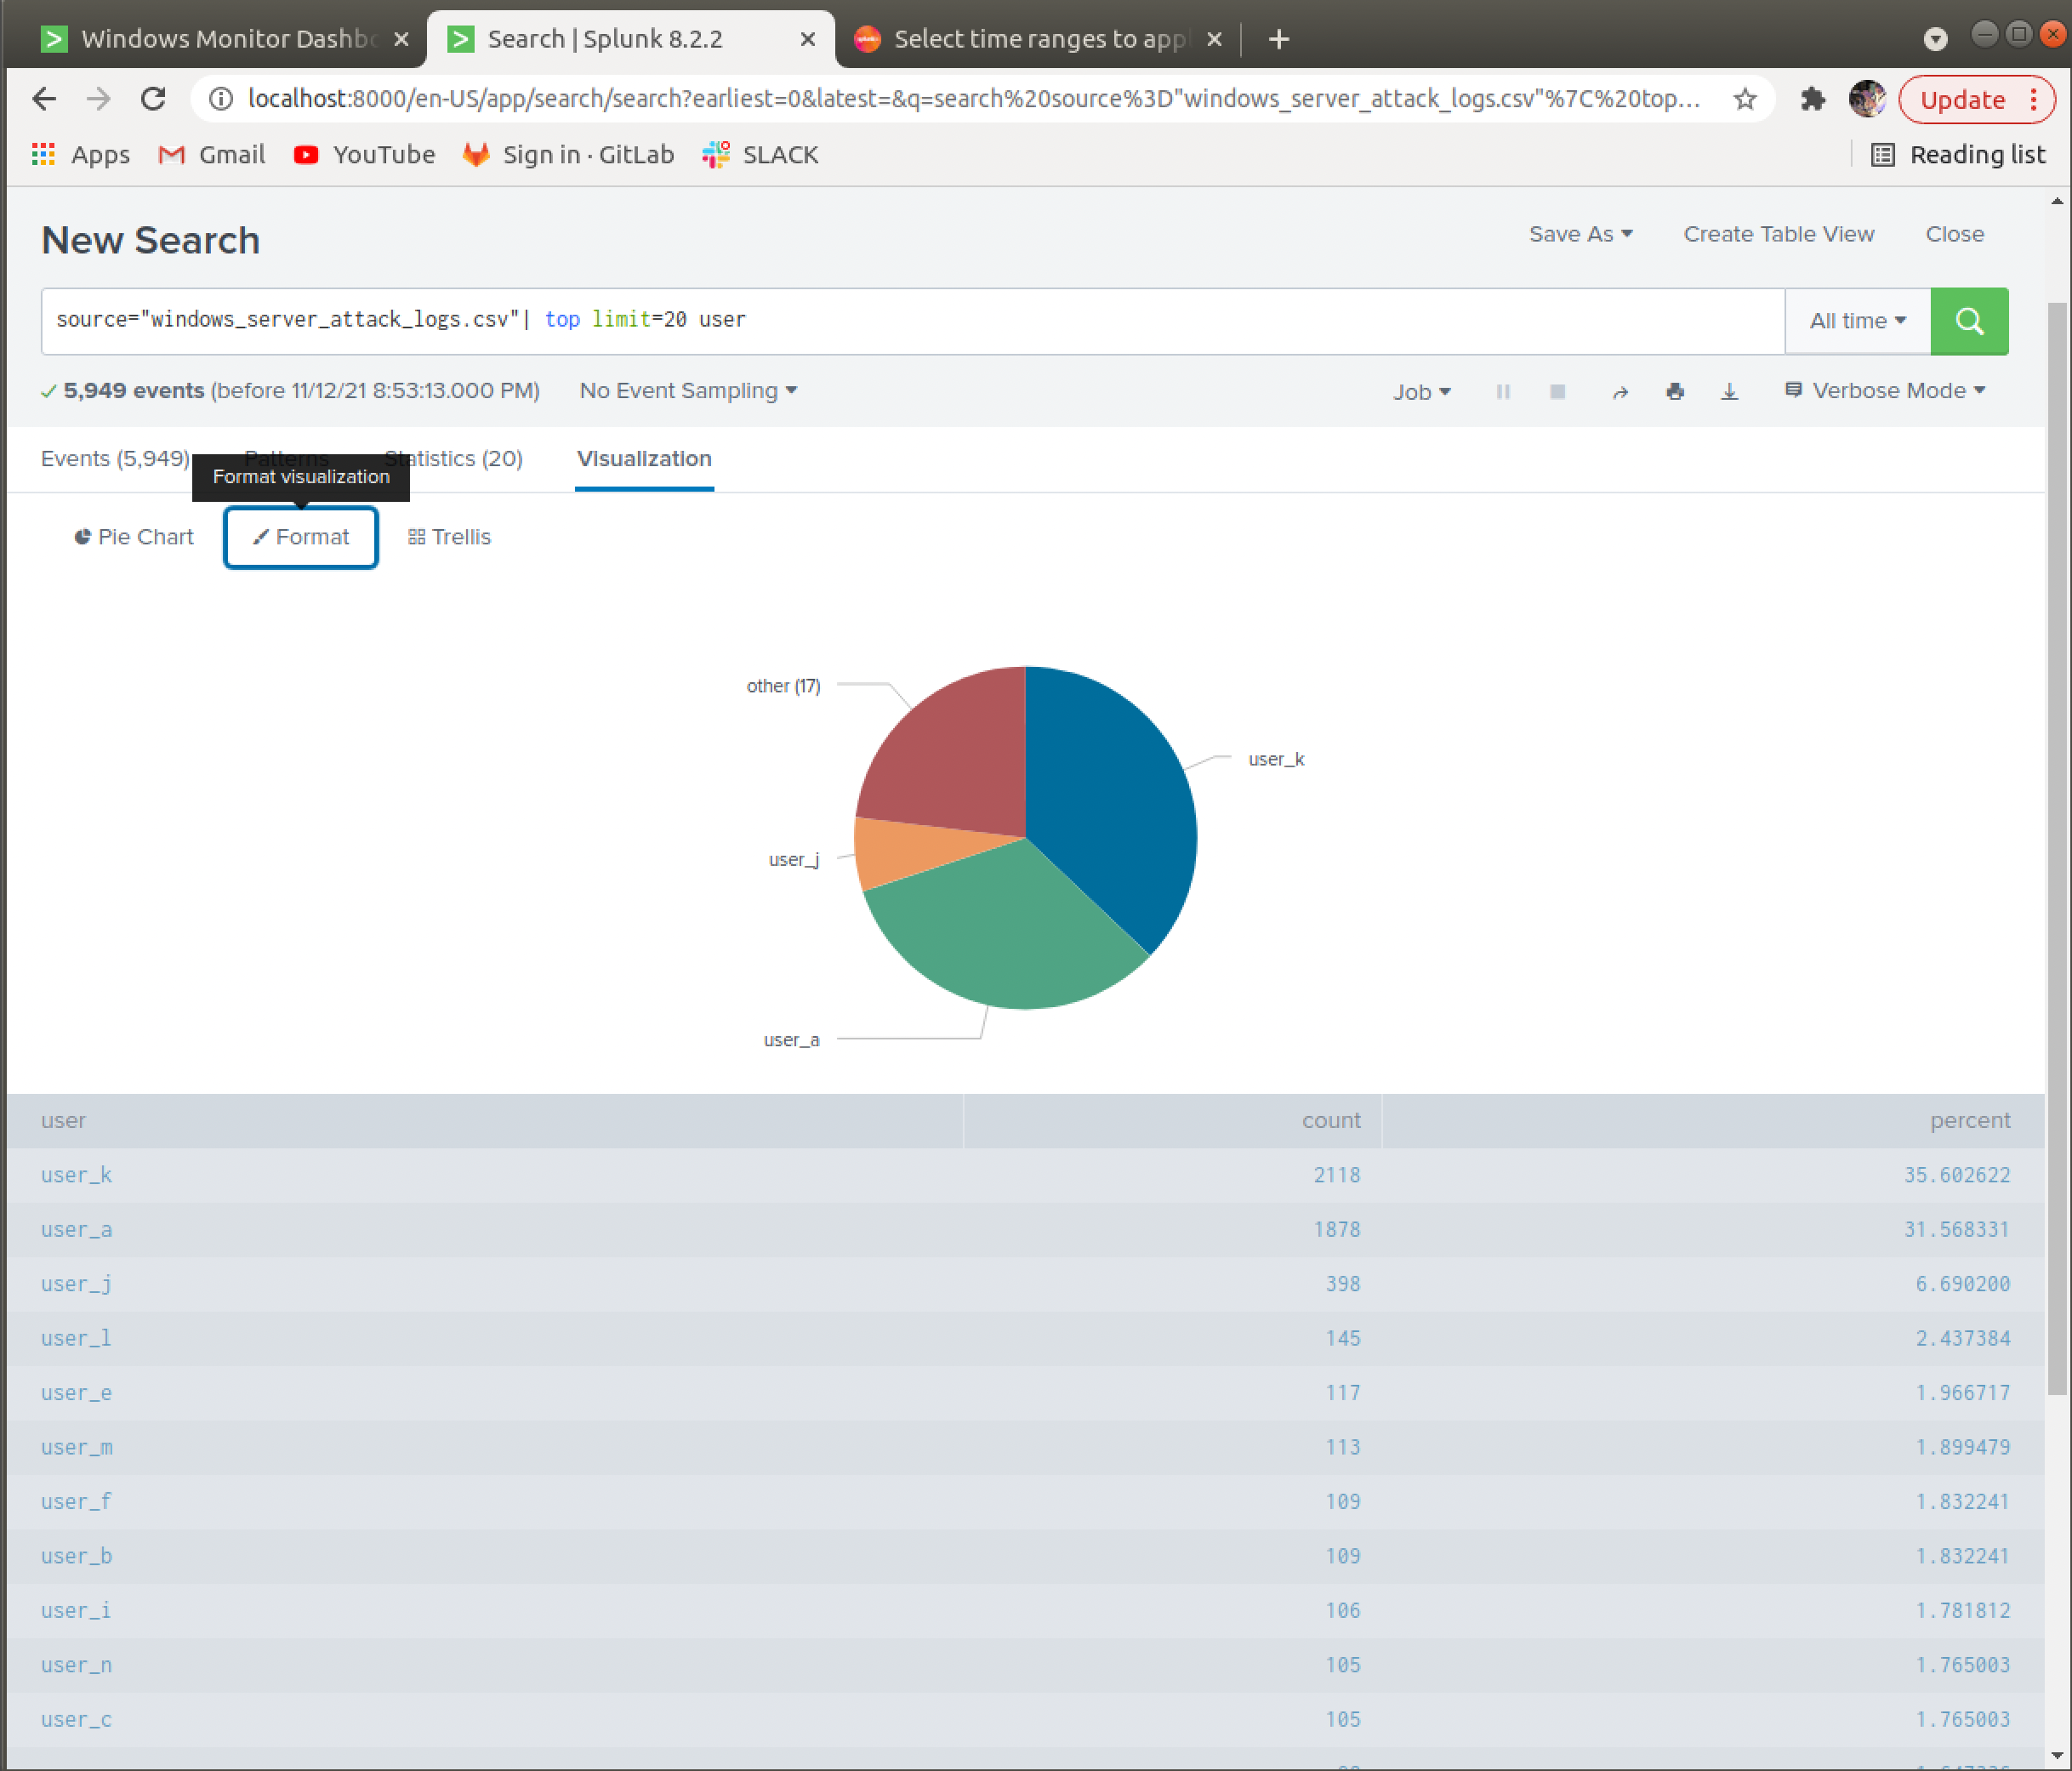 Windows Monitor Dashbo
Search | Splunk 8.2.2
Select time ranges to appl
localhost:8000/en-US/app/search/search?earliest=0&latest=&q=search%20source%3D"windows_server_attack_logs.csv"%7C%20top...
Update
Apps
Gmail
YouTube
Sign in · GitLab
SLACK
Reading list
New Search
Save As
Create Table View
Close
source="windows_server_attack_logs.csv"| top limit=20 user
All time
5,949 events (before 11/12/21 8:53:13.000 PM)
No Event Sampling
Job
Verbose Mode
Events (5,949)
Patterns
Statistics (20)
Visualization
Format visualization
Pie Chart
Format
Trellis
other (17)
user_k
user_j
user_a
user count percent
user_k 2118 35.602622
user_a 1878 31.568331
user_j 398 6.690200
user_l 145 2.437384
user_e 117 1.966717
user_m 113 1.899479
user_f 109 1.832241
user_b 109 1.832241
user_i 106 1.781812
user_n 105 1.765003
user_c 105 1.765003